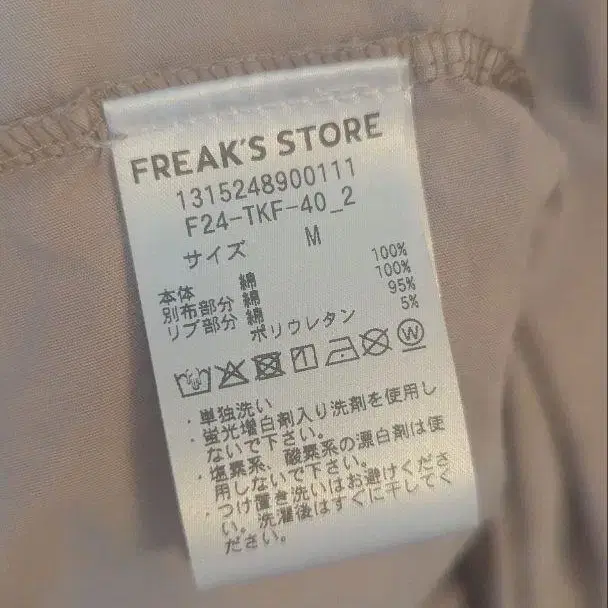 FREAK'S STORE
1315248900111
F24-TKF-40_2
サイズ M
本体 綿 100%
別布部分 綿 100%
リブ部分 綿 95%
ポリウレタン 5%
W
・単独洗い
・蛍光増白剤入り洗剤を使用し
ないで下さい。
・塩素系、酸素系の漂白剤は使
用しないで下さい。
・つけ置き洗いはお避けくださ
い。洗濯後はすぐに干してく
ださい。